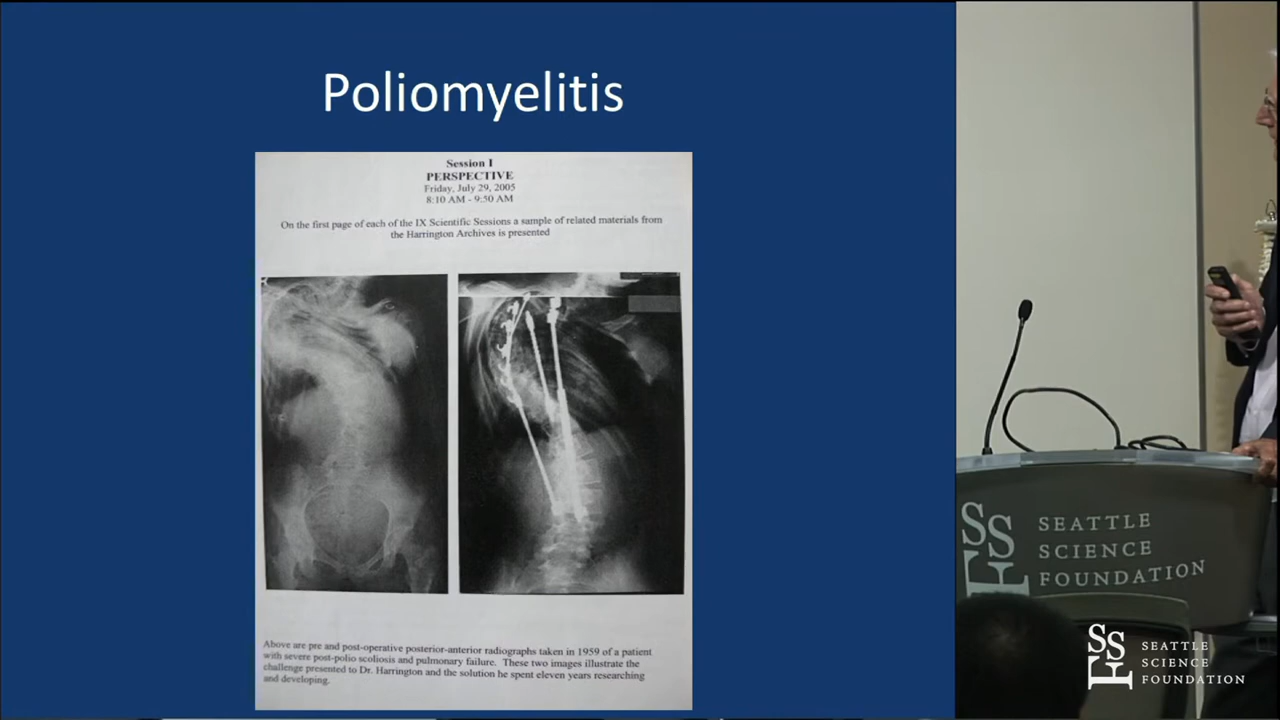 Poliomyelitis
Session I
PERSPECTIVE
Friday, July 29, 2005
8:10 AM - 9:50 AM
On the first page of each of the IX Scientific Sessions a sample of related materials from
the Harrington Archives is presented
Above are pre and post-operative posterior-anterior radiographs taken in 1959 of a patient
with severe post-polio scoliosis and pulmonary failure. These two images illustrate the
challenge presented to Dr. Harrington and the solution he spent eleven years researching
and developing.
SSF
SEATTLE
SCIENCE
FOUNDATION
SSF
SEATTLE
SCIENCE
FOUNDATION